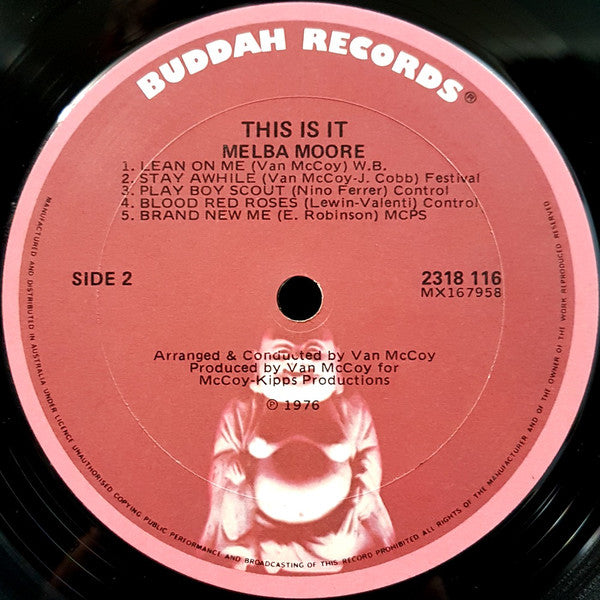 BUDDAH RECORDS®
THIS IS IT
MELBA MOORE
1. LEAN ON ME (Van McCoy) W.B.
2. STAY AWHILE (Van McCoy-J. Cobb) Festival
3. PLAY BOY SCOUT (Nino Ferrer) Control
4. BLOOD RED ROSES (Lewin-Valenti) Control
5. BRAND NEW ME (E. Robinson) MCPS
SIDE 2
2318 116
MX167958
Arranged & Conducted by Van McCoy
Produced by Van McCoy for
McCoy-Kipps Productions
℗ 1976
MANUFACTURED AND DISTRIBUTED IN AUSTRALIA UNDER LICENCE UNAUTHORISED COPYING PUBLIC PERFORMANCE AND BROADCASTING OF THIS RECORD PROHIBITED ALL RIGHTS OF THE MANUFACTURER AND OF THE OWNER OF THE WORK REPRODUCED RESERVED